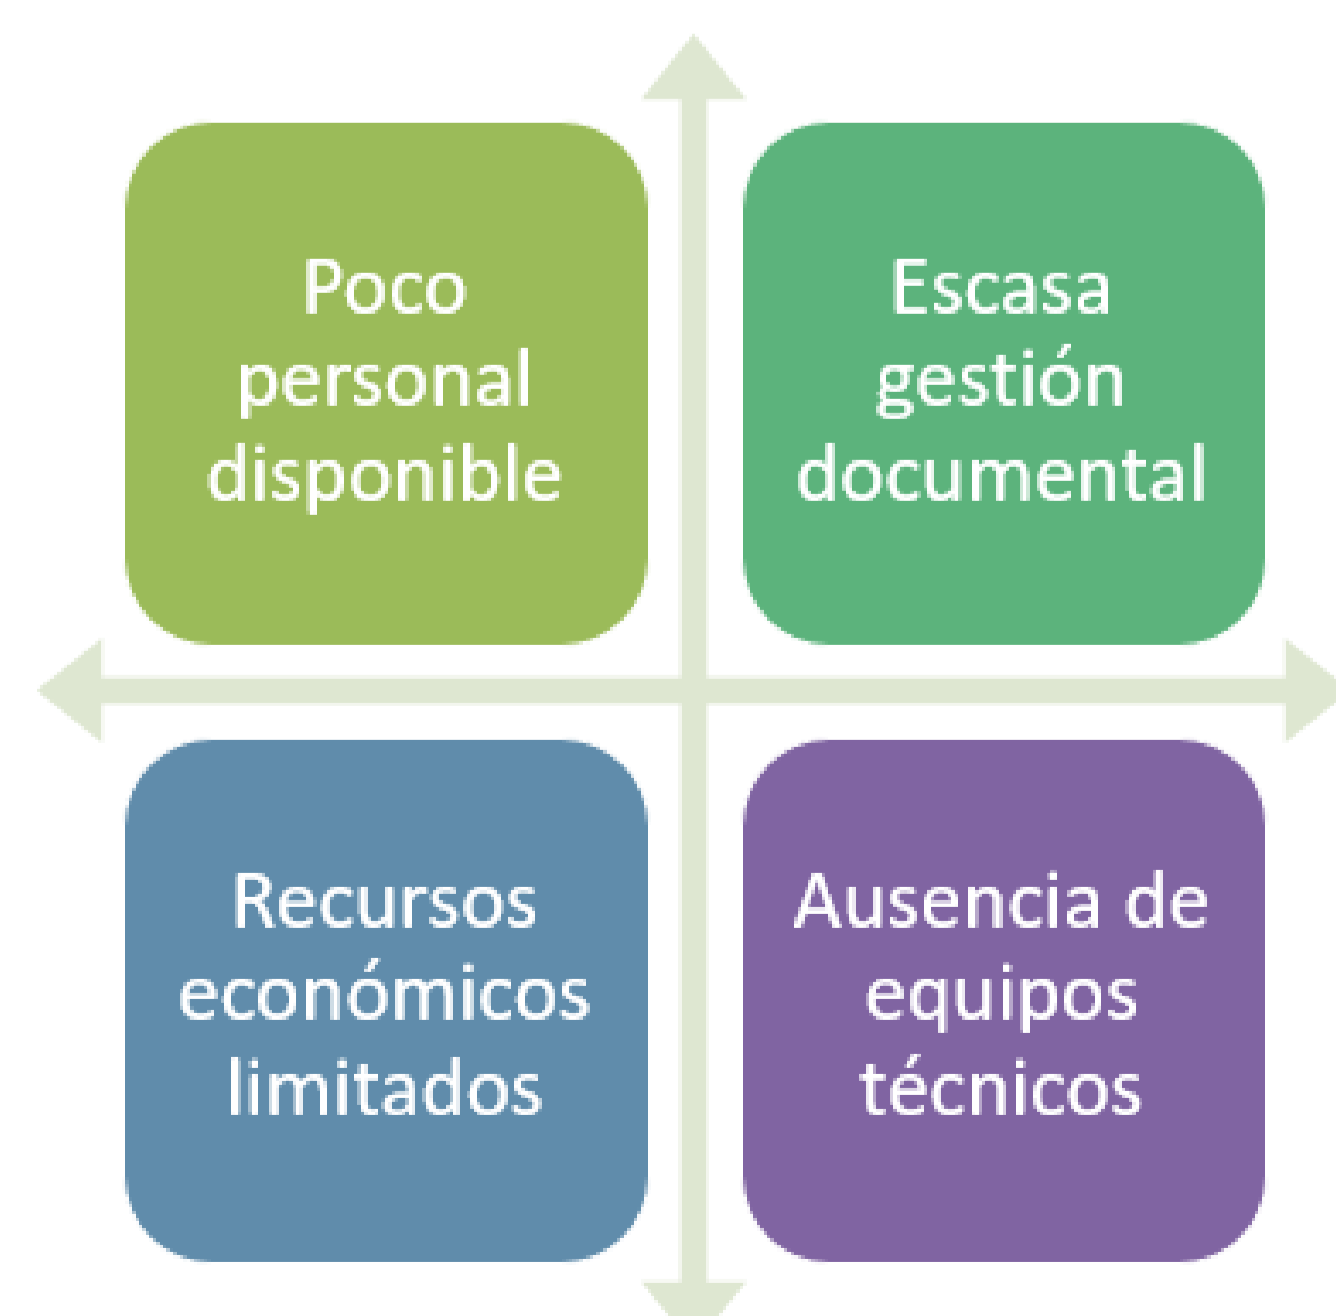 Poco
personal
disponible
Escasa
gestión
documental
Recursos
económicos
limitados
Ausencia de
equipos
técnicos